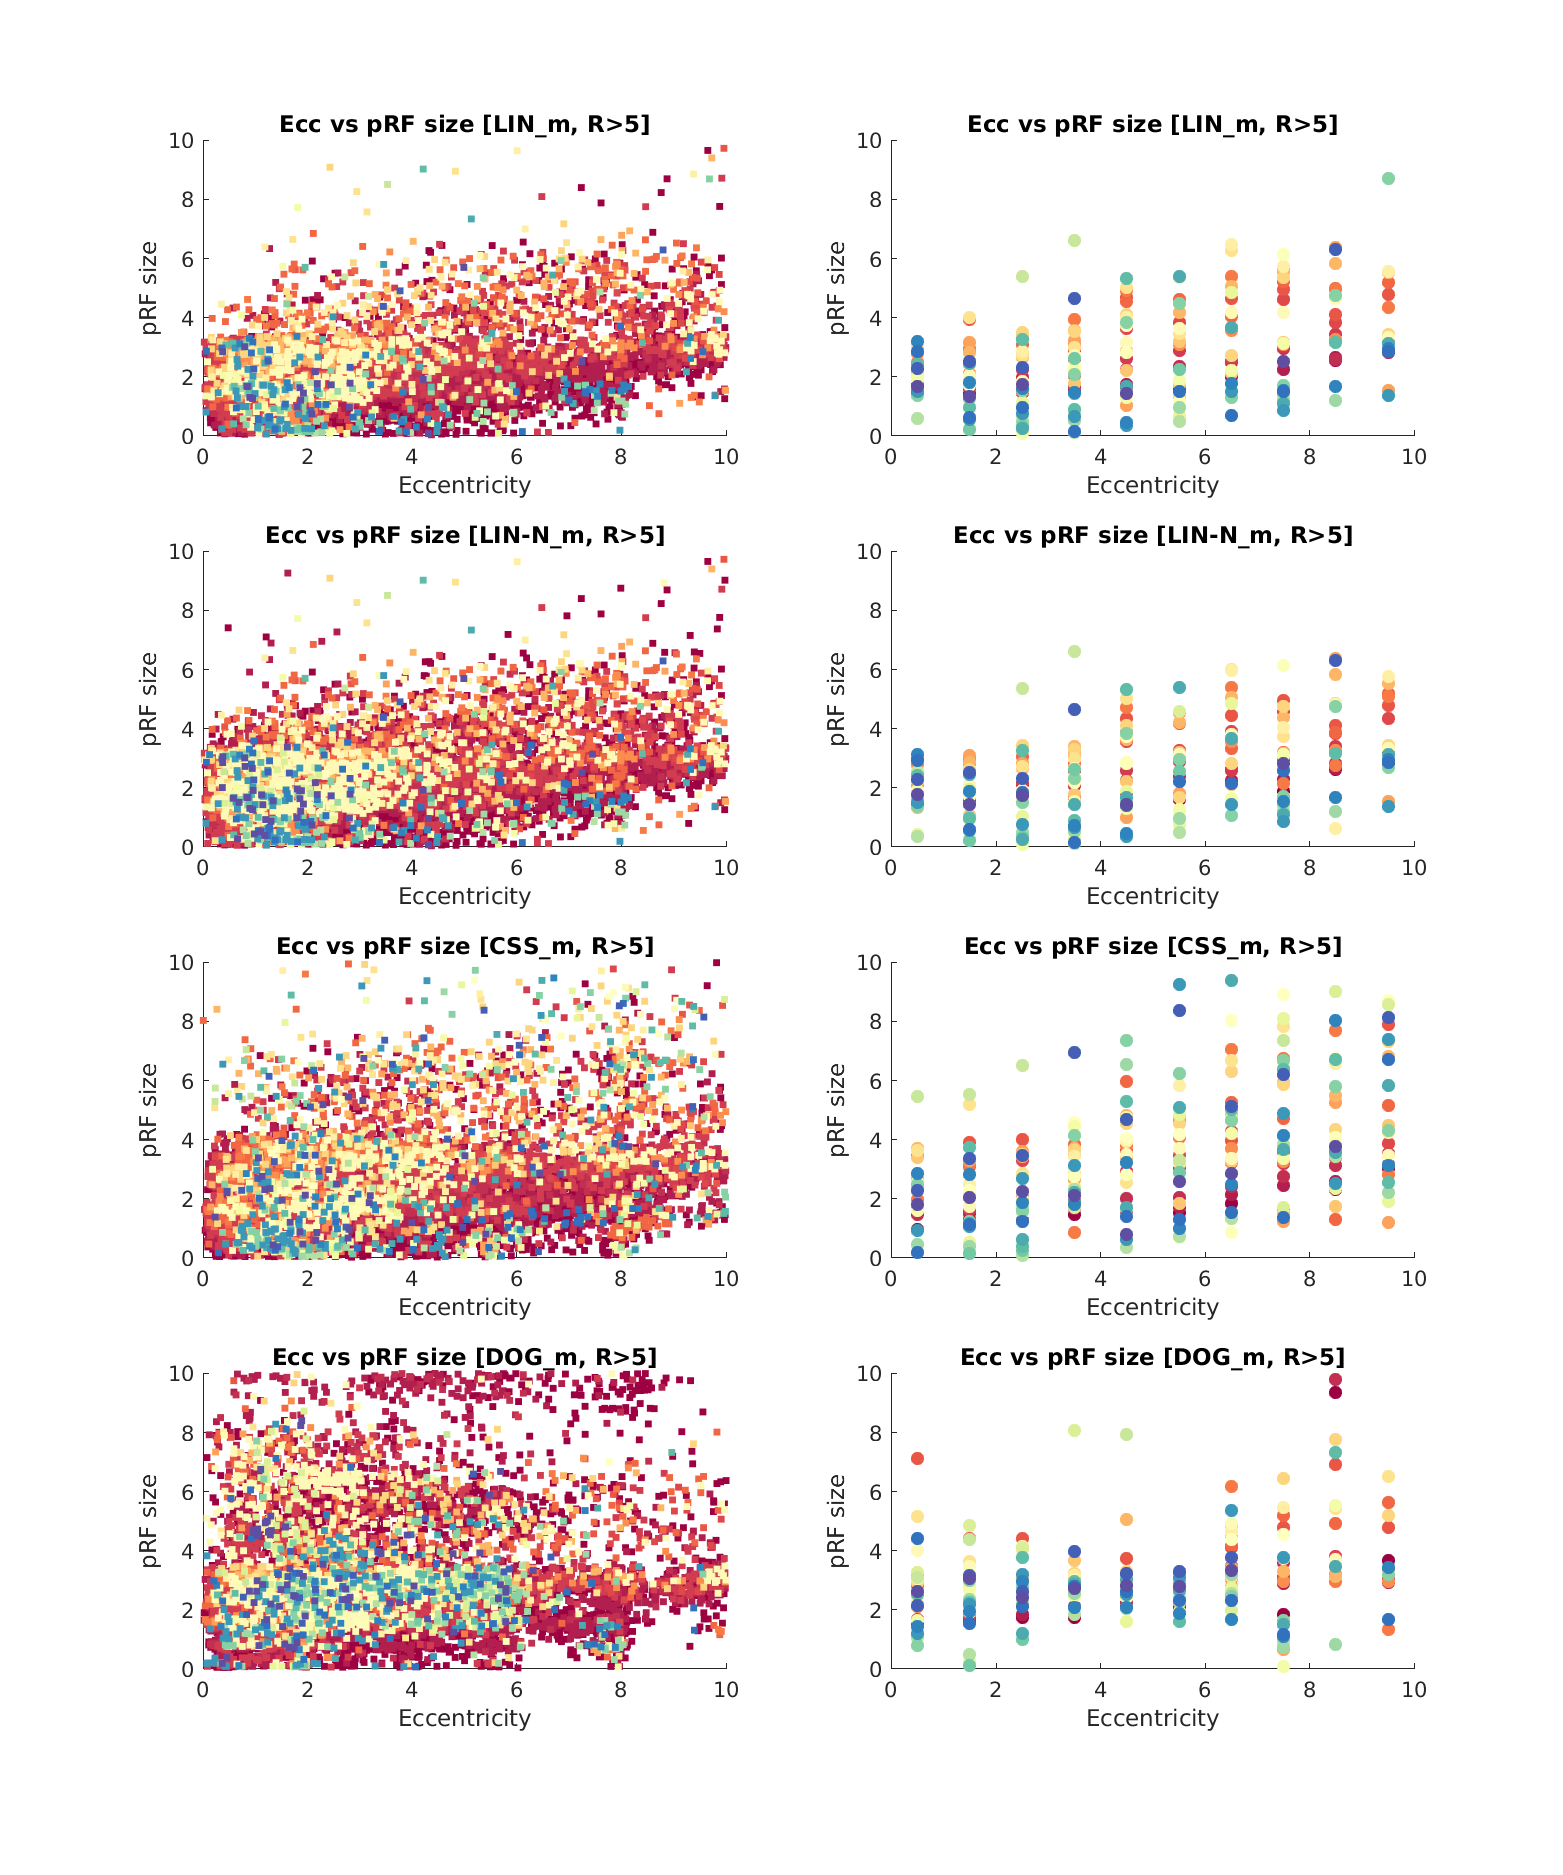 Ecc vs pRF size [LIN_m, R>5]
10
8
6
4
2
0
pRF size
0 2 4 6 8 10
Eccentricity
Ecc vs pRF size [LIN_m, R>5]
10
8
6
4
2
0
pRF size
0 2 4 6 8 10
Eccentricity
Ecc vs pRF size [LIN-N_m, R>5]
10
8
6
4
2
0
pRF size
0 2 4 6 8 10
Eccentricity
Ecc vs pRF size [LIN-N_m, R>5]
10
8
6
4
2
0
pRF size
0 2 4 6 8 10
Eccentricity
Ecc vs pRF size [CSS_m, R>5]
10
8
6
4
2
0
pRF size
0 2 4 6 8 10
Eccentricity
Ecc vs pRF size [CSS_m, R>5]
10
8
6
4
2
0
pRF size
0 2 4 6 8 10
Eccentricity
Ecc vs pRF size [DOG_m, R>5]
10
8
6
4
2
0
pRF size
0 2 4 6 8 10
Eccentricity
Ecc vs pRF size [DOG_m, R>5]
10
8
6
4
2
0
pRF size
0 2 4 6 8 10
Eccentricity